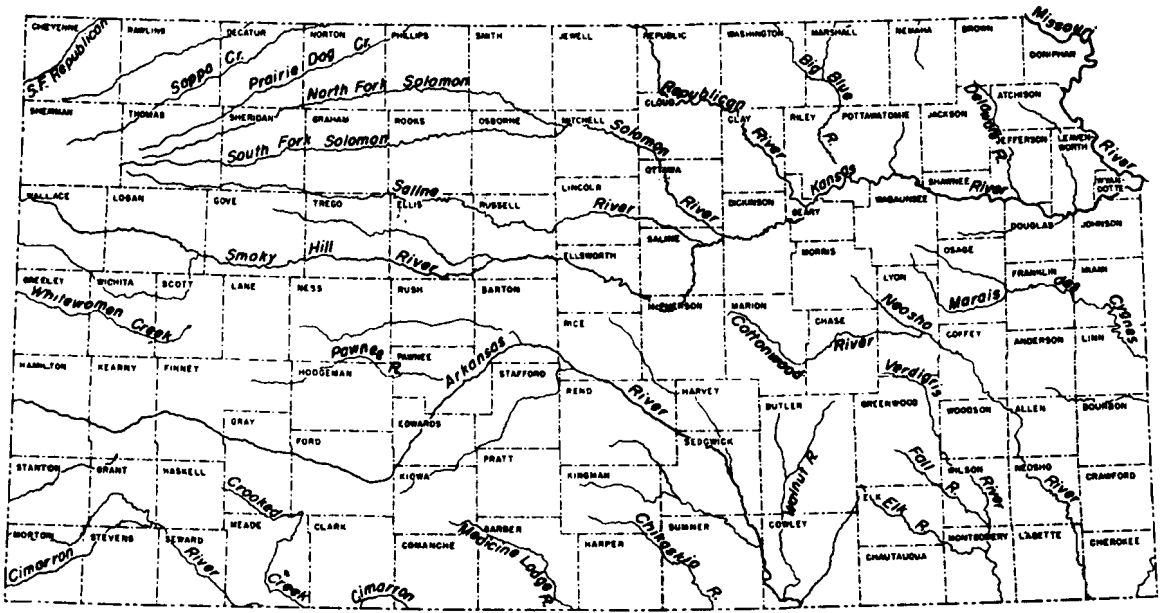 CHEYENNE
RAWLINS
DECATUR
NORTON
PHILLIPS
SMITH
JEWELL
REPUBLIC
WASHINGTON
MARSHALL
NEMAHA
BROWN
DONIPHAN
Missouri
River
S.F. Republican
Sappa Cr.
Prairie Dog Cr.
North Fork Solomon
South Fork Solomon
Solomon
River
Republican
River
Big Blue
R.
Delaware R.
SHERMAN
THOMAS
SHERIDAN
GRAHAM
ROOKS
OSBORNE
MITCHELL
CLOUD
CLAY
RILEY
POTTAWATOMIE
JACKSON
ATCHISON
JEFFERSON
LEAVEN-
WORTH
WYAN-
DOTTE
WALLACE
LOGAN
GOVE
TREGO
ELLIS
RUSSELL
LINCOLN
OTTAWA
DICKINSON
GEARY
WABAUNSEE
SHAWNEE
DOUGLAS
JOHNSON
Saline
River
Kansas
River
Smoky Hill
River
SALINE
ELLSWORTH
MORRIS
OSAGE
LYON
FRANKLIN
MIAMI
GREELEY
WICHITA
SCOTT
LANE
NESS
RUSH
BARTON
McPHERSON
MARION
CHASE
COFFEY
ANDERSON
LINN
Whitewoman
Creek
Pawnee
R.
Arkansas
River
Cottonwood
River
Neosho
River
Marais
des
Cygnes
RICE
HAMILTON
KEARNY
FINNEY
HODGEMAN
PAWNEE
STAFFORD
REND
HARVEY
BUTLER
GREENWOOD
WOODSON
ALLEN
BOURBON
Verdigris
River
GRAY
FORD
EDWARDS
PRATT
SEDGWICK
STANTON
GRANT
HASKELL
KIOWA
KINGMAN
ELK
WILSON
NEOSHO
CRAWFORD
Crooked
Creek
Walnut R.
Fall
R.
Elk R.
MORTON
STEVENS
SEWARD
MEADE
CLARK
COMANCHE
BARBER
HARPER
SUMNER
COWLEY
CHAUTAUQUA
MONTGOMERY
LABETTE
CHEROKEE
Cimarron
River
Cimarron
Medicine Lodge
R.
Chikaskia
R.